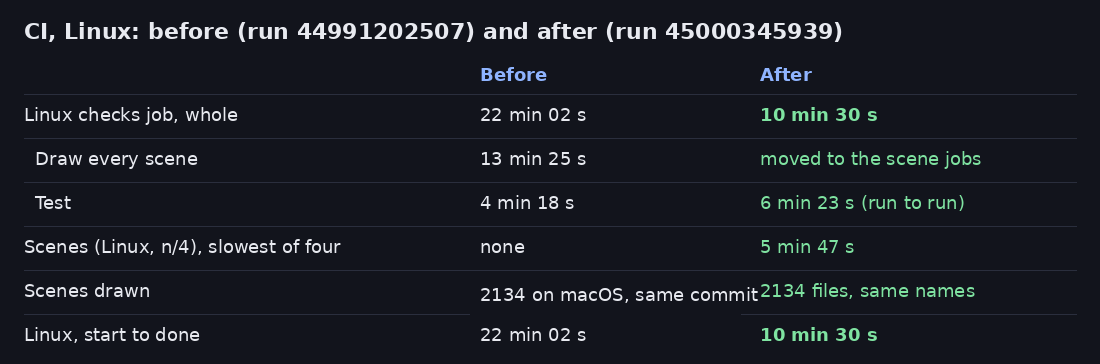 CI, Linux: before (run 44991202507) and after (run 45000345939)
Before After
Linux checks job, whole 22 min 02 s 10 min 30 s
Draw every scene 13 min 25 s moved to the scene jobs
Test 4 min 18 s 6 min 23 s (run to run)
Scenes (Linux, n/4), slowest of four none 5 min 47 s
Scenes drawn 2134 on macOS, same commit 2134 files, same names
Linux, start to done 22 min 02 s 10 min 30 s